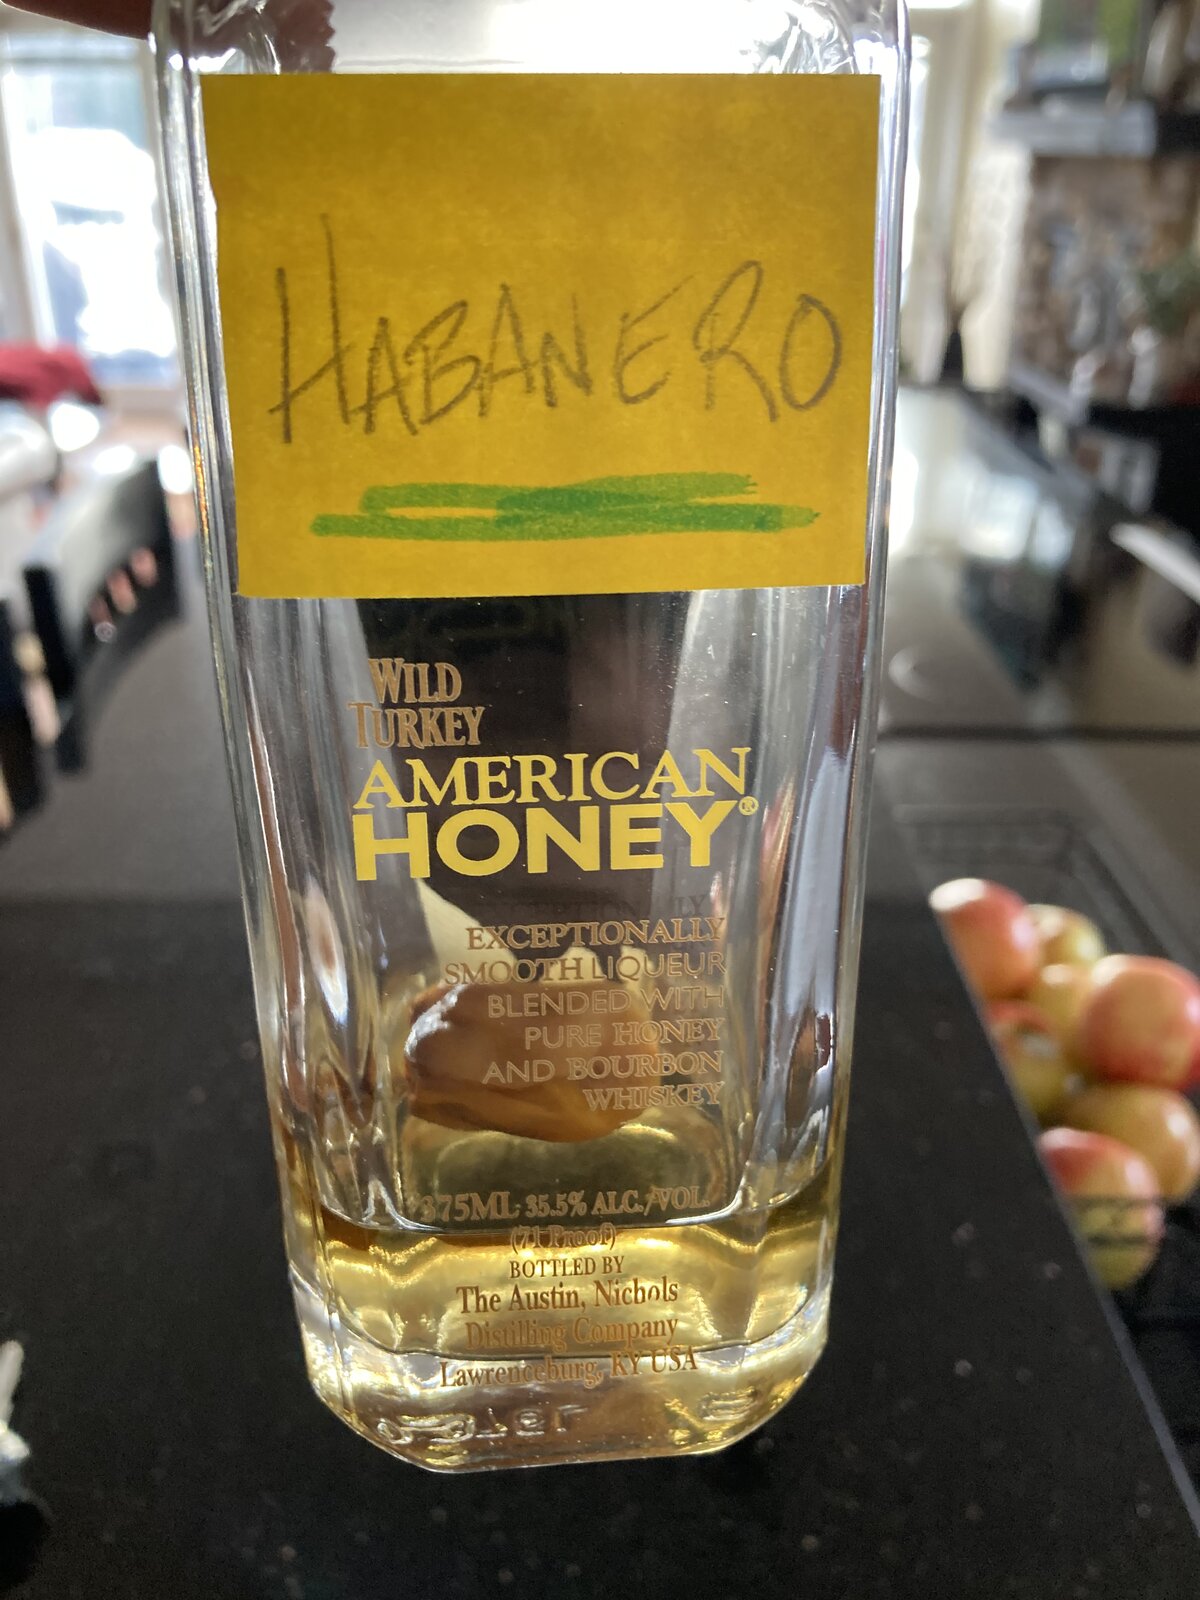 HABANERO
WILD
TURKEY
AMERICAN
HONEY®
EXCEPTIONALLY
SMOOTH LIQUEUR
BLENDED WITH
PURE HONEY
AND BOURBON
WHISKEY
375ML 35.5% ALC./VOL.
(71 Proof)
BOTTLED BY
The Austin, Nichols
Distilling Company
Lawrenceburg, KY USA